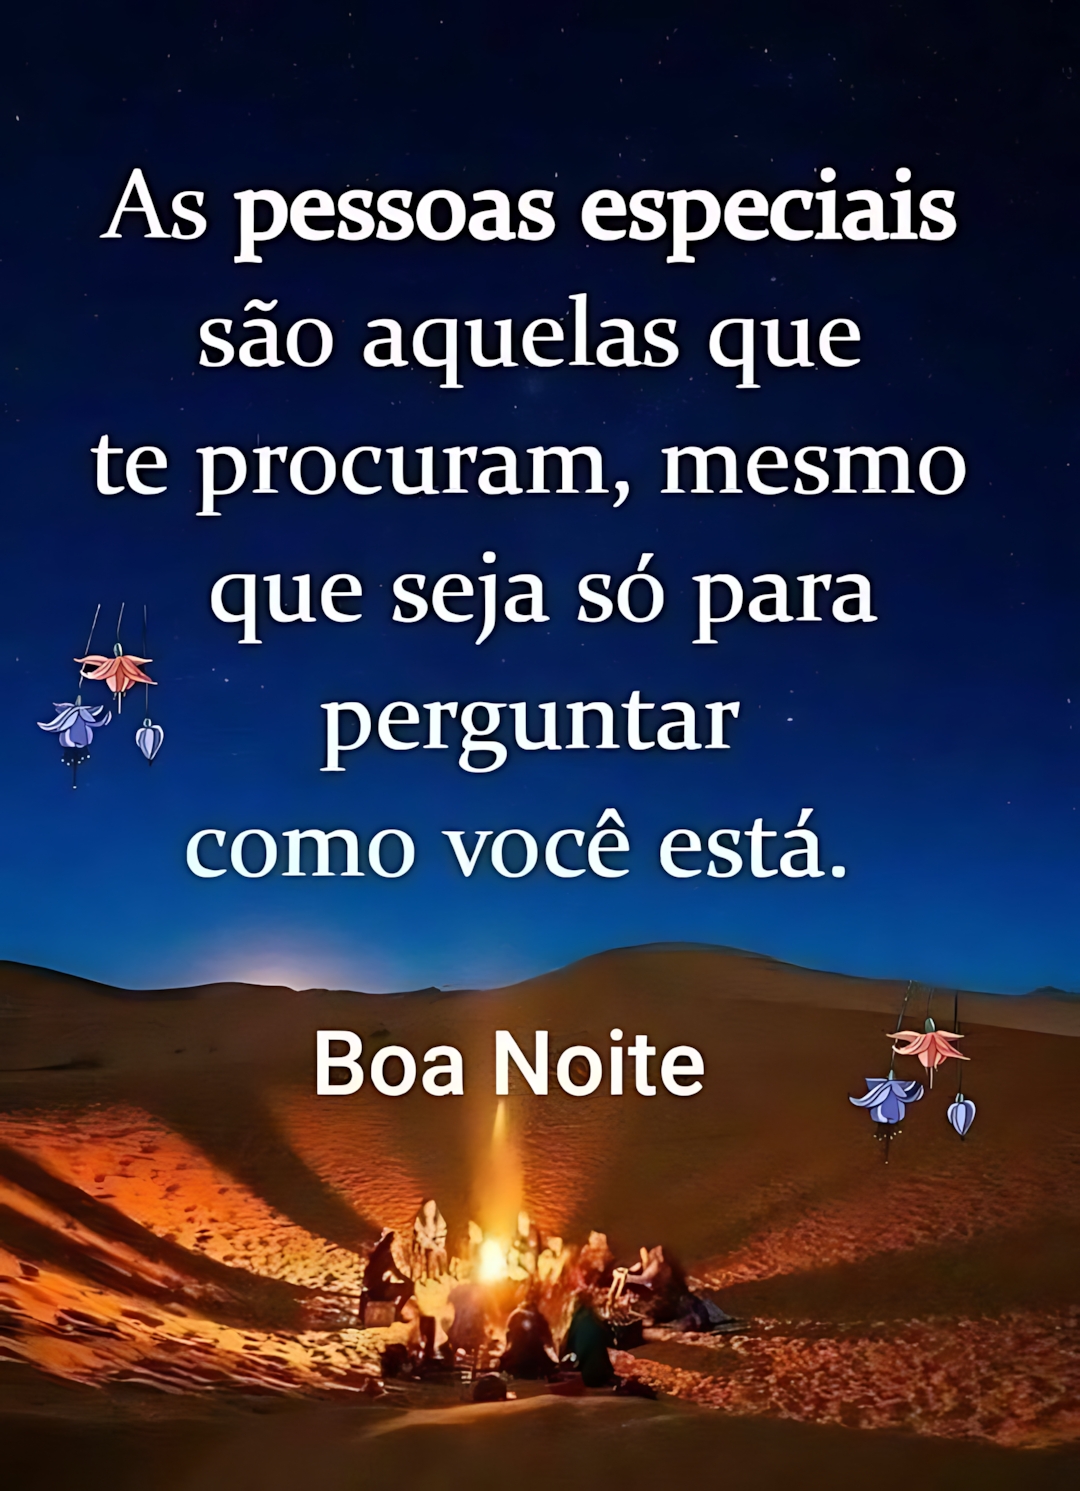 As pessoas especiais
são aquelas que
te procuram, mesmo
que seja só para
perguntar
como você está.
Boa Noite